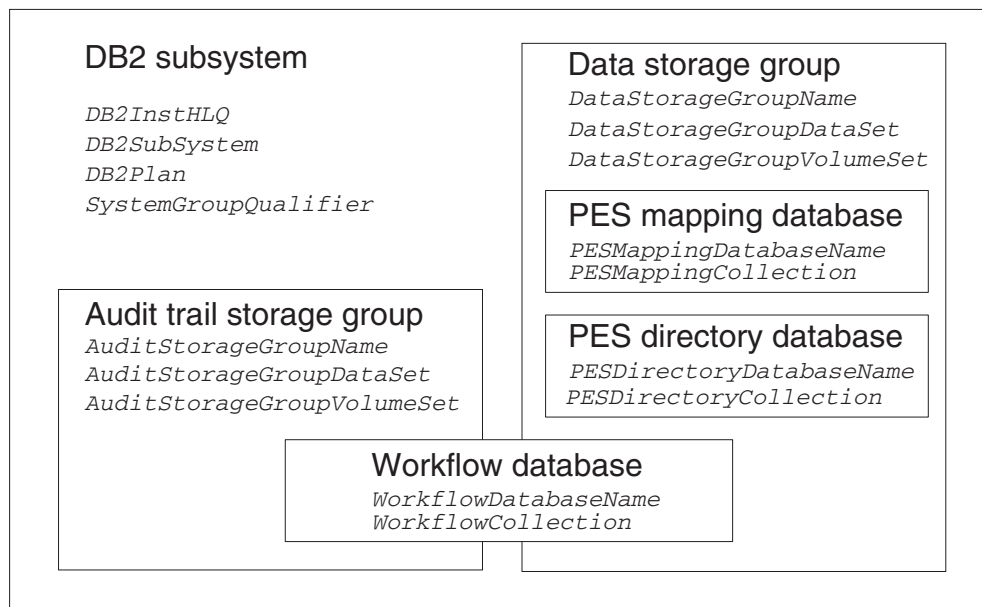 DB2 subsystem
DB2InstHLQ
DB2SubSystem
DB2Plan
SystemGroupQualifier
Data storage group
DataStorageGroupName
DataStorageGroupDataSet
DataStorageGroupVolumeSet
PES mapping database
PESMappingDatabaseName
PESMappingCollection
Audit trail storage group
AuditStorageGroupName
AuditStorageGroupDataSet
AuditStorageGroupVolumeSet
PES directory database
PESDirectoryDatabaseName
PESDirectoryCollection
Workflow database
WorkflowDatabaseName
WorkflowCollection